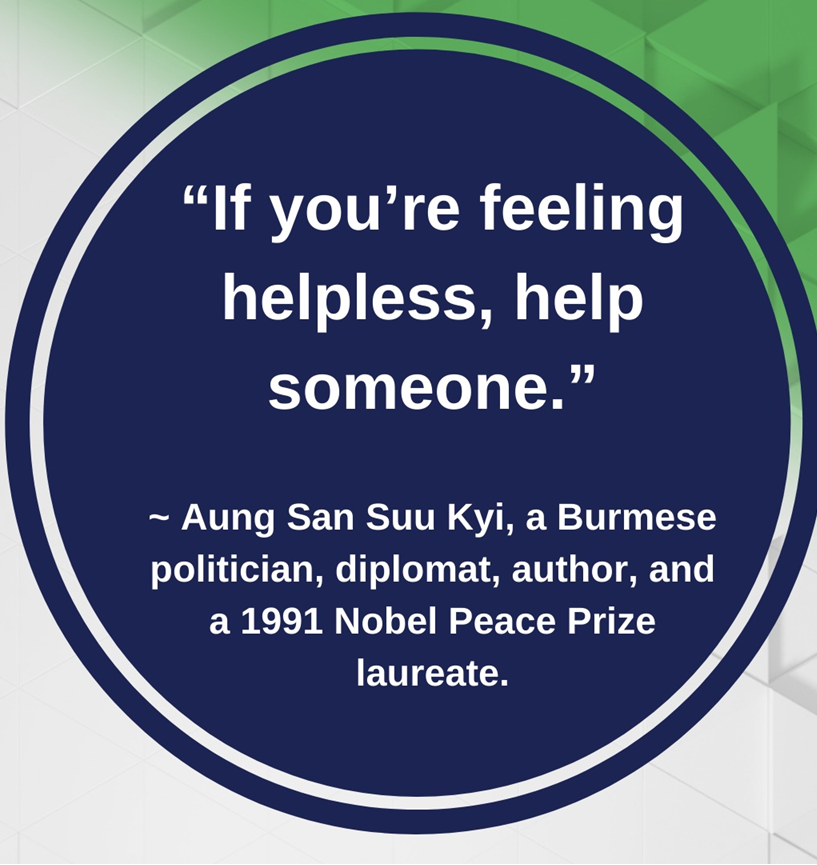 “If you’re feeling
helpless, help
someone.”
~ Aung San Suu Kyi, a Burmese
politician, diplomat, author, and
a 1991 Nobel Peace Prize
laureate.